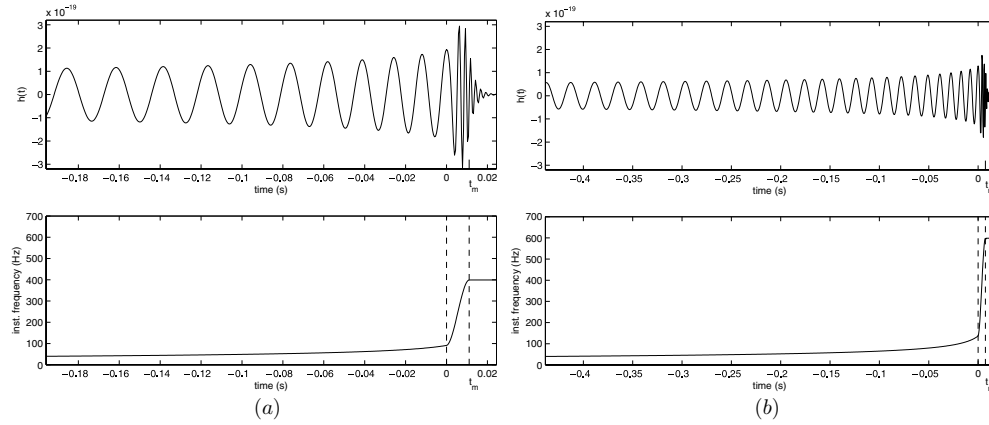 x 10⁻¹⁹
3
2
1
0
−1
−2
−3
h(t)
−0.18 −0.16 −0.14 −0.12 −0.1 −0.08 −0.06 −0.04 −0.02 0 t_m 0.02
time (s)
700
600
500
400
300
200
100
0
inst. frequency (Hz)
−0.18 −0.16 −0.14 −0.12 −0.1 −0.08 −0.06 −0.04 −0.02 0 t_m 0.02
time (s)
(a)
x 10⁻¹⁹
3
2
1
0
−1
−2
−3
h(t)
−0.4 −0.35 −0.3 −0.25 −0.2 −0.15 −0.1 −0.05 0 t_m
time (s)
700
600
500
400
300
200
100
0
inst. frequency (Hz)
−0.4 −0.35 −0.3 −0.25 −0.2 −0.15 −0.1 −0.05 0 t_m
time (s)
(b)